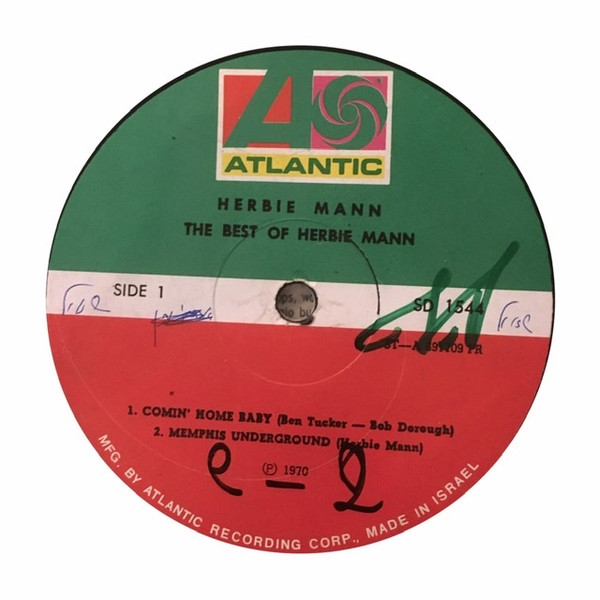 ATLANTIC
HERBIE MANN
THE BEST OF HERBIE MANN
SIDE 1
SD 1544
1. COMIN' HOME BABY (Ben Tucker — Bob Dorough)
2. MEMPHIS UNDERGROUND (Herbie Mann)
Ⓟ 1970
MFG. BY ATLANTIC RECORDING CORP., MADE IN ISRAEL